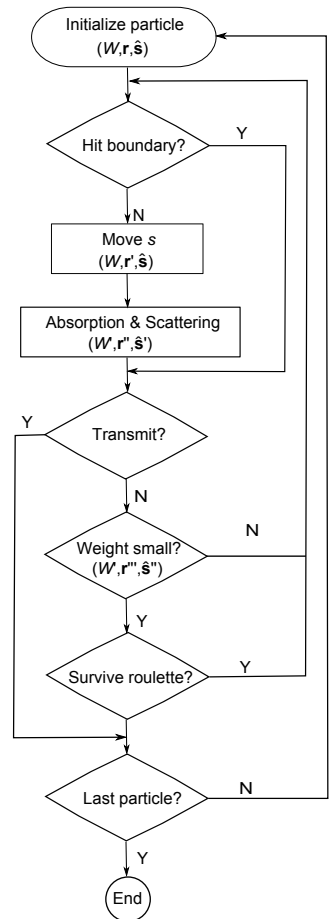 Initialize particle
(W,r,ŝ)
Hit boundary?
Y
N
Move s
(W,r',ŝ)
Absorption & Scattering
(W',r'',ŝ')
Y
Transmit?
N
Weight small?
(W',r''',ŝ'')
N
Y
Survive roulette?
Y
Last particle?
N
Y
End